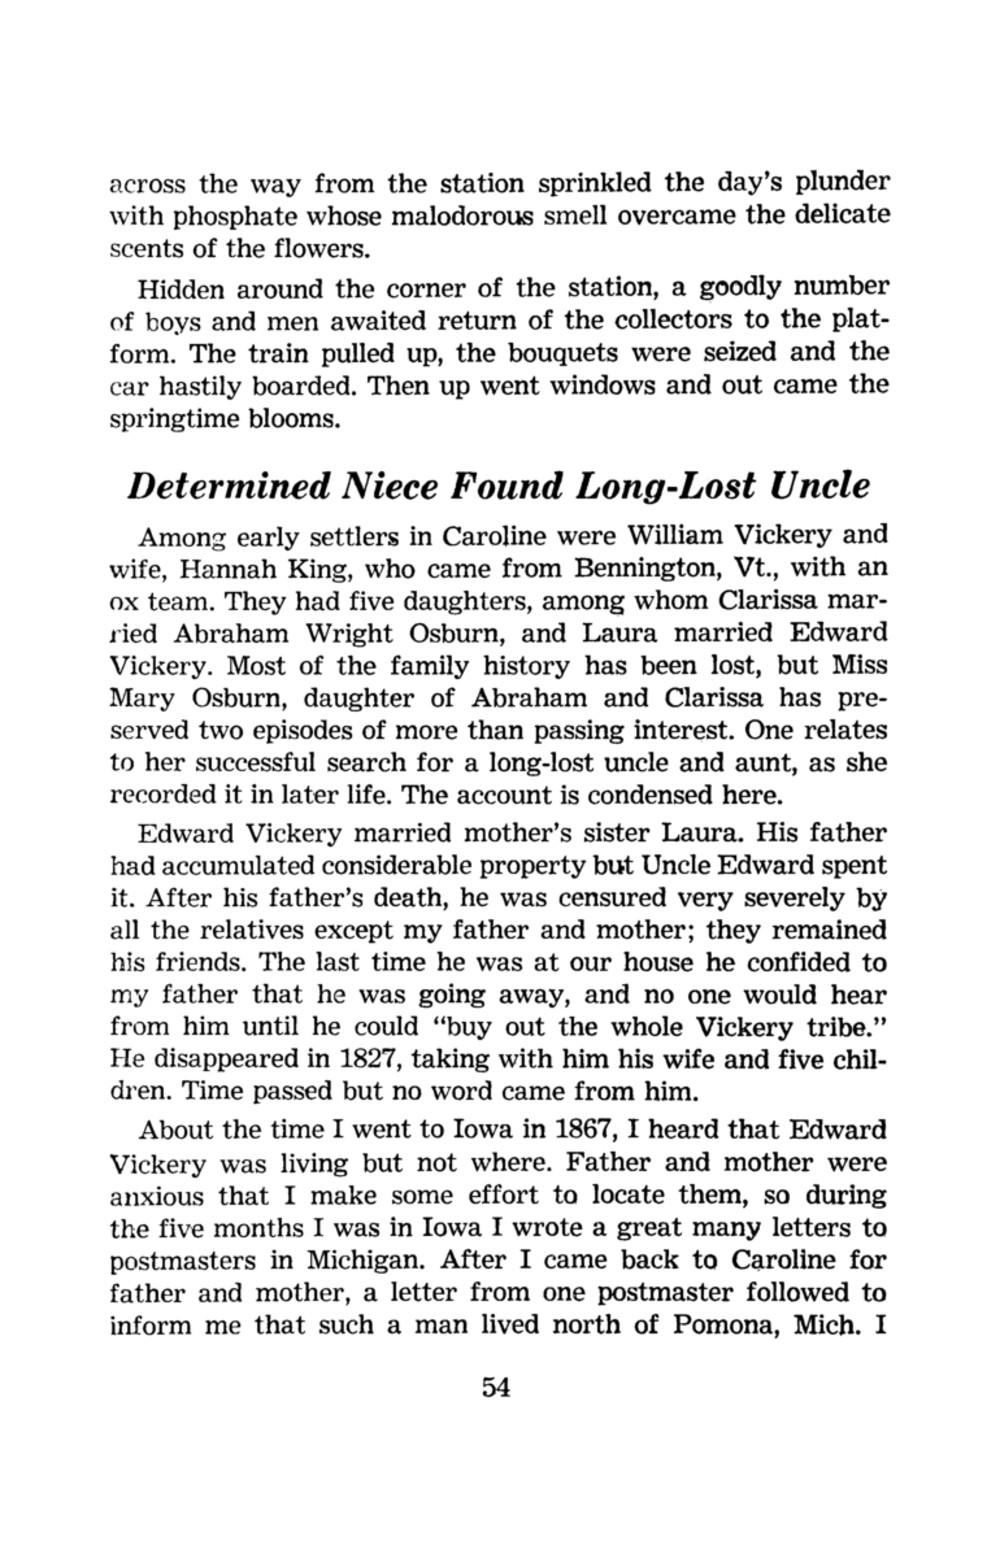 across the way from the station sprinkled the day's plunder
with phosphate whose malodorous smell overcame the delicate
scents of the flowers.
Hidden around the corner of the station, a goodly number
of boys and men awaited return of the collectors to the plat-
form. The train pulled up, the bouquets were seized and the
car hastily boarded. Then up went windows and out came the
springtime blooms.
Determined Niece Found Long-Lost Uncle
Among early settlers in Caroline were William Vickery and
wife, Hannah King, who came from Bennington, Vt., with an
ox team. They had five daughters, among whom Clarissa mar-
ried Abraham Wright Osburn, and Laura married Edward
Vickery. Most of the family history has been lost, but Miss
Mary Osburn, daughter of Abraham and Clarissa has pre-
served two episodes of more than passing interest. One relates
to her successful search for a long-lost uncle and aunt, as she
recorded it in later life. The account is condensed here.
Edward Vickery married mother's sister Laura. His father
had accumulated considerable property but Uncle Edward spent
it. After his father's death, he was censured very severely by
all the relatives except my father and mother; they remained
his friends. The last time he was at our house he confided to
my father that he was going away, and no one would hear
from him until he could "buy out the whole Vickery tribe."
He disappeared in 1827, taking with him his wife and five chil-
dren. Time passed but no word came from him.
About the time I went to Iowa in 1867, I heard that Edward
Vickery was living but not where. Father and mother were
anxious that I make some effort to locate them, so during
the five months I was in Iowa I wrote a great many letters to
postmasters in Michigan. After I came back to Caroline for
father and mother, a letter from one postmaster followed to
inform me that such a man lived north of Pomona, Mich. I
54